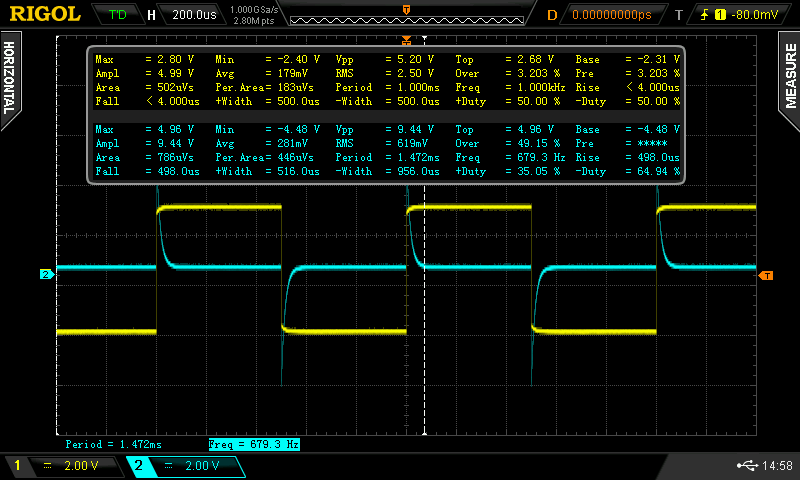 RIGOL T'D H 200.0us 1.000GSa/s 2.80M pts D 0.00000000ps T 1 -80.0mV
HORIZONTAL
MEASURE
Max = 2.80 V Min = -2.40 V Vpp = 5.20 V Top = 2.68 V Base = -2.31 V
Ampl = 4.99 V Avg = 179mV RMS = 2.50 V Over = 3.203 % Pre = 3.203 %
Area = 502uVs Per.Area= 183uVs Period = 1.000ms Freq = 1.000kHz Rise < 4.000us
Fall < 4.000us +Width = 500.0us -Width = 500.0us +Duty = 50.00 % -Duty = 50.00 %
Max = 4.96 V Min = -4.48 V Vpp = 9.44 V Top = 4.96 V Base = -4.48 V
Ampl = 9.44 V Avg = 281mV RMS = 619mV Over = 49.15 % Pre = *****
Area = 786uVs Per.Area= 446uVs Period = 1.472ms Freq = 679.3 Hz Rise = 498.0us
Fall = 498.0us +Width = 516.0us -Width = 956.0us +Duty = 35.05 % -Duty = 64.94 %
T
2
T
Period = 1.472ms Freq = 679.3 Hz
1 2.00 V 2 2.00 V 14:58